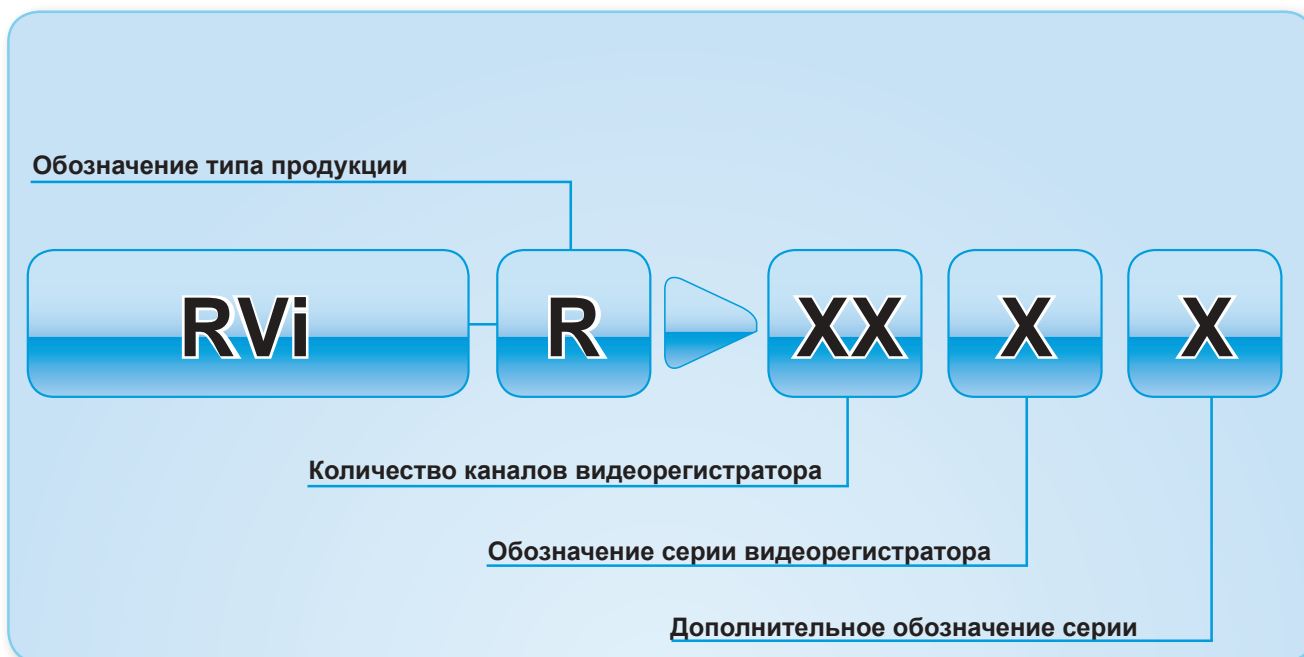 Обозначение типа продукции
RVi R XX X X
Количество каналов видеорегистратора
Обозначение серии видеорегистратора
Дополнительное обозначение серии